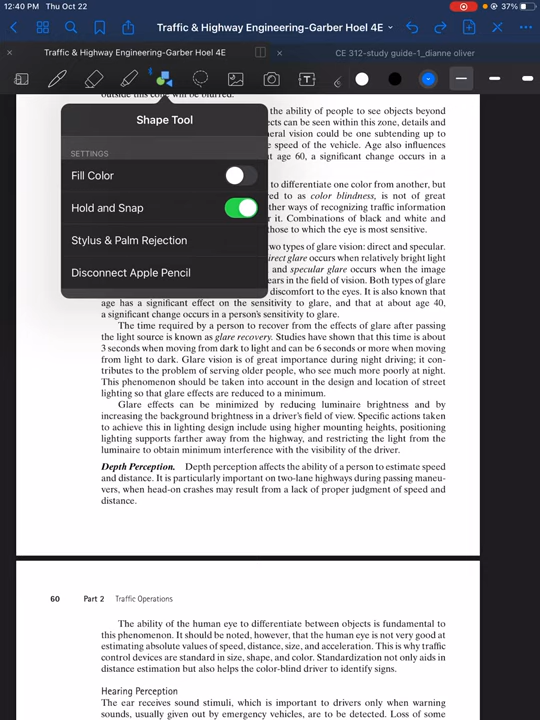 12:40 PM Thu Oct 22
37%
Traffic & Highway Engineering-Garber Hoel 4E
Traffic & Highway Engineering-Garber Hoel 4E
CE 312-study guide-1_dianne oliver
outside this cone will be blurred.
Shape Tool
SETTINGS
Fill Color
Hold and Snap
Stylus & Palm Rejection
Disconnect Apple Pencil
the ability of people to see objects beyond
ects can be seen within this zone, details and
neral vision could be one subtending up to
e speed of the vehicle. Age also influences
at age 60, a significant change occurs in a
to differentiate one color from another, but
red to as color blindness, is not of great
ther ways of recognizing traffic information
r it. Combinations of black and white and
those to which the eye is most sensitive.
two types of glare vision: direct and specular.
irect glare occurs when relatively bright light
and specular glare occurs when the image
ears in the field of vision. Both types of glare
discomfort to the eyes. It is also known that
age has a significant effect on the sensitivity to glare, and that at about age 40,
a significant change occurs in a person's sensitivity to glare.
The time required by a person to recover from the effects of glare after passing
the light source is known as glare recovery. Studies have shown that this time is about
3 seconds when moving from dark to light and can be 6 seconds or more when moving
from light to dark. Glare vision is of great importance during night driving; it con-
tributes to the problem of serving older people, who see much more poorly at night.
This phenomenon should be taken into account in the design and location of street
lighting so that glare effects are reduced to a minimum.
Glare effects can be minimized by reducing luminaire brightness and by
increasing the background brightness in a driver's field of view. Specific actions taken
to achieve this in lighting design include using higher mounting heights, positioning
lighting supports farther away from the highway, and restricting the light from the
luminaire to obtain minimum interference with the visibility of the driver.
Depth Perception. Depth perception affects the ability of a person to estimate speed
and distance. It is particularly important on two-lane highways during passing maneu-
vers, when head-on crashes may result from a lack of proper judgment of speed and
distance.
60 Part 2 Traffic Operations
The ability of the human eye to differentiate between objects is fundamental to
this phenomenon. It should be noted, however, that the human eye is not very good at
estimating absolute values of speed, distance, size, and acceleration. This is why traffic
control devices are standard in size, shape, and color. Standardization not only aids in
distance estimation but also helps the color-blind driver to identify signs.
Hearing Perception
The ear receives sound stimuli, which is important to drivers only when warning
sounds, usually given out by emergency vehicles, are to be detected. Loss of some